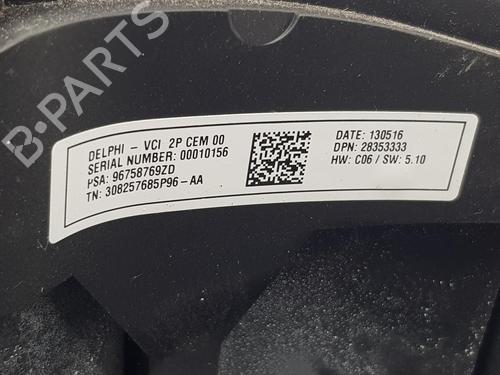 B-PARTS
DELPHI - VCI 2P CEM 00
SERIAL NUMBER: 00010156
PSA: 96758769ZD
TN: 308257685P96-AA
DATE: 130516
DPN: 28353333
HW: C06 / SW: 5.10